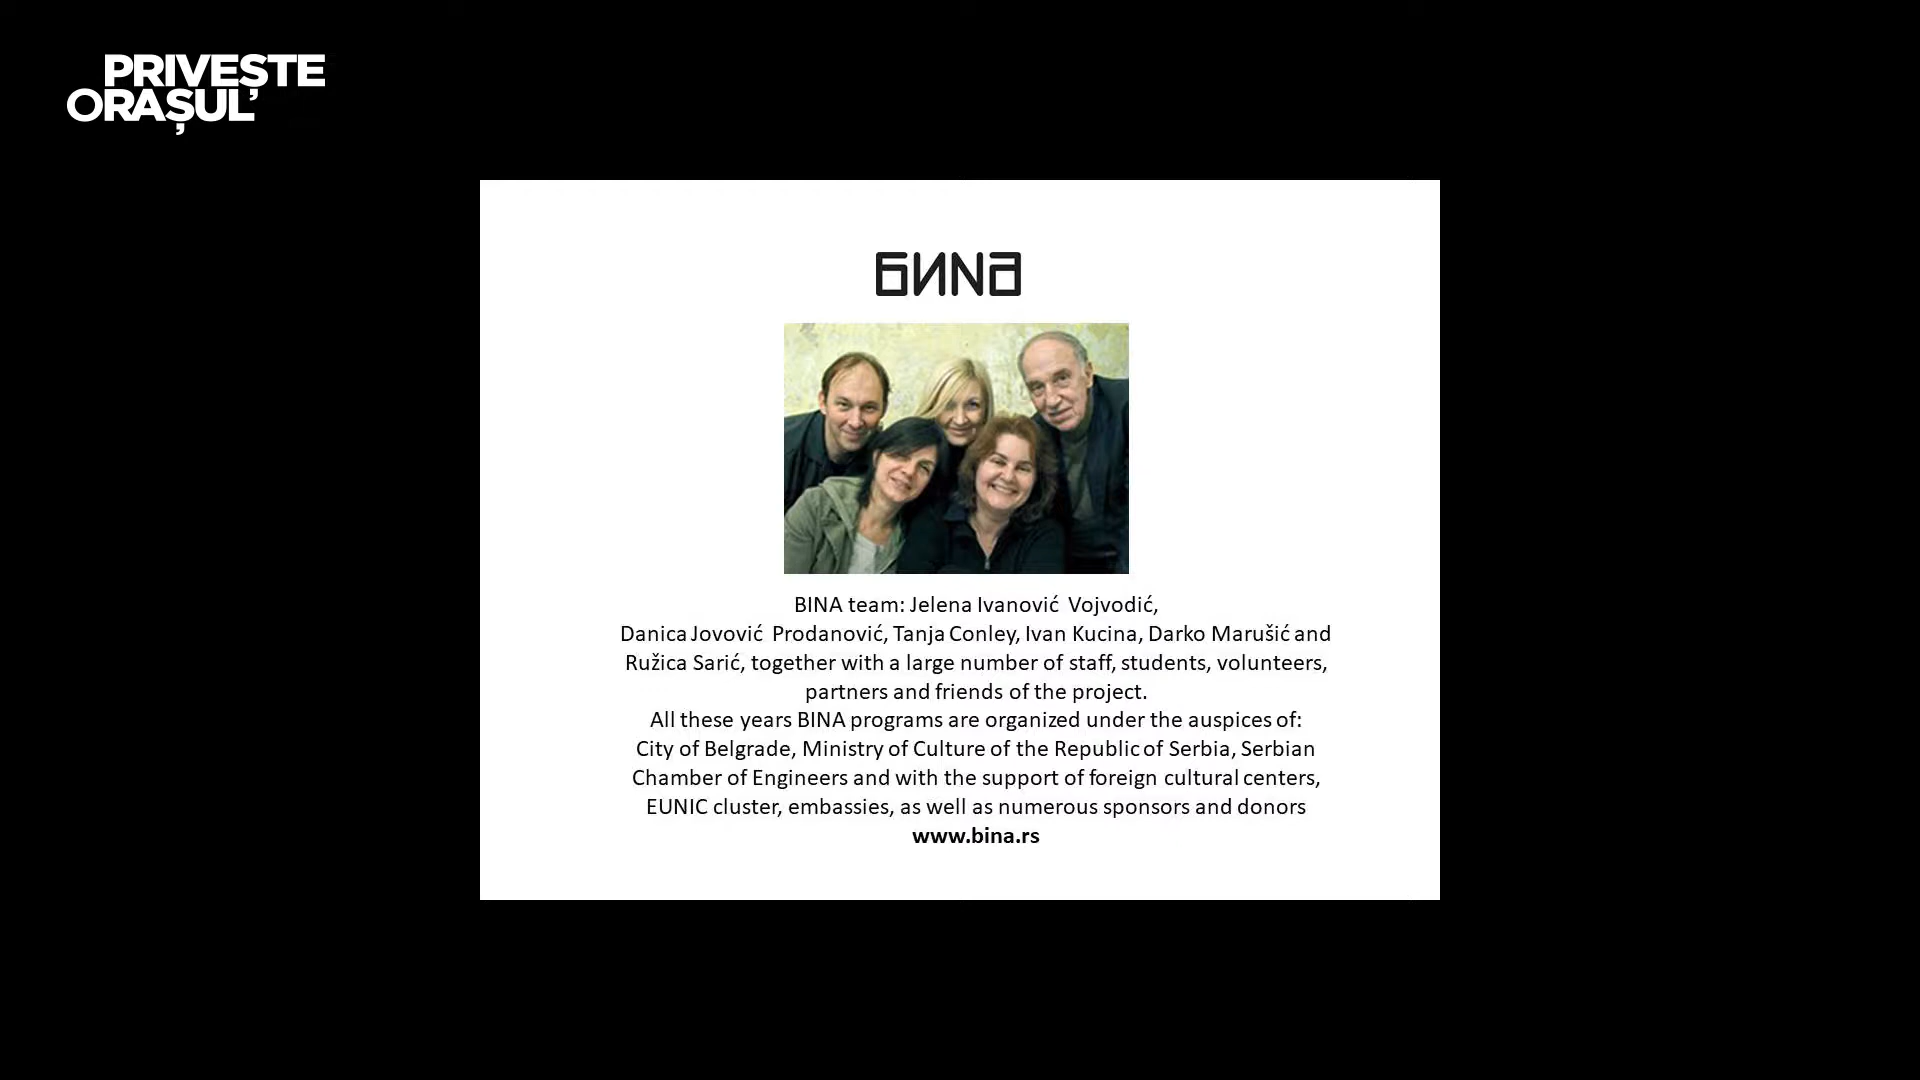 PRIVEȘTE
ORAȘUL
БИNA
BINA team: Jelena Ivanović Vojvodić,
Danica Jovović Prodanović, Tanja Conley, Ivan Kucina, Darko Marušić and
Ružica Sarić, together with a large number of staff, students, volunteers,
partners and friends of the project.
All these years BINA programs are organized under the auspices of:
City of Belgrade, Ministry of Culture of the Republic of Serbia, Serbian
Chamber of Engineers and with the support of foreign cultural centers,
EUNIC cluster, embassies, as well as numerous sponsors and donors
www.bina.rs